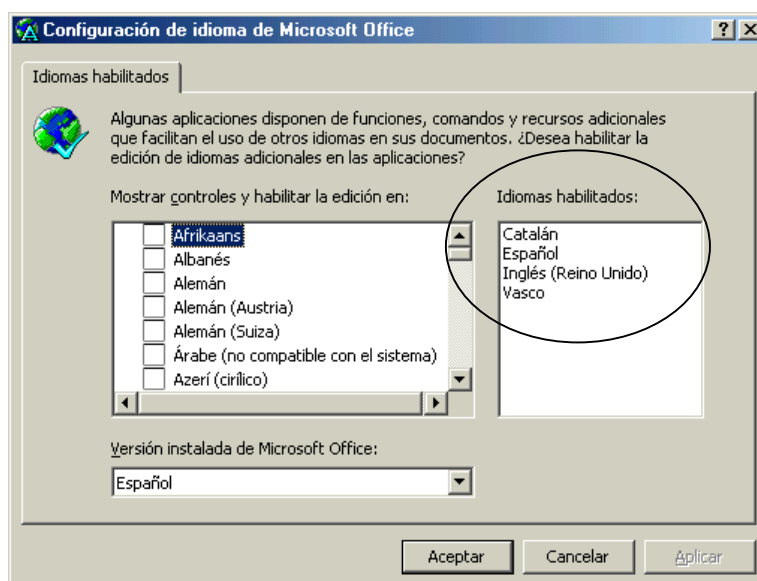 Configuración de idioma de Microsoft Office
Idiomas habilitados
Algunas aplicaciones disponen de funciones, comandos y recursos adicionales
que facilitan el uso de otros idiomas en sus documentos. ¿Desea habilitar la
edición de idiomas adicionales en las aplicaciones?
Mostrar controles y habilitar la edición en:
Afrikaans
Albanés
Alemán
Alemán (Austria)
Alemán (Suiza)
Árabe (no compatible con el sistema)
Azerí (cirílico)
Idiomas habilitados:
Catalán
Español
Inglés (Reino Unido)
Vasco
Versión instalada de Microsoft Office:
Español
Aceptar
Cancelar
Aplicar